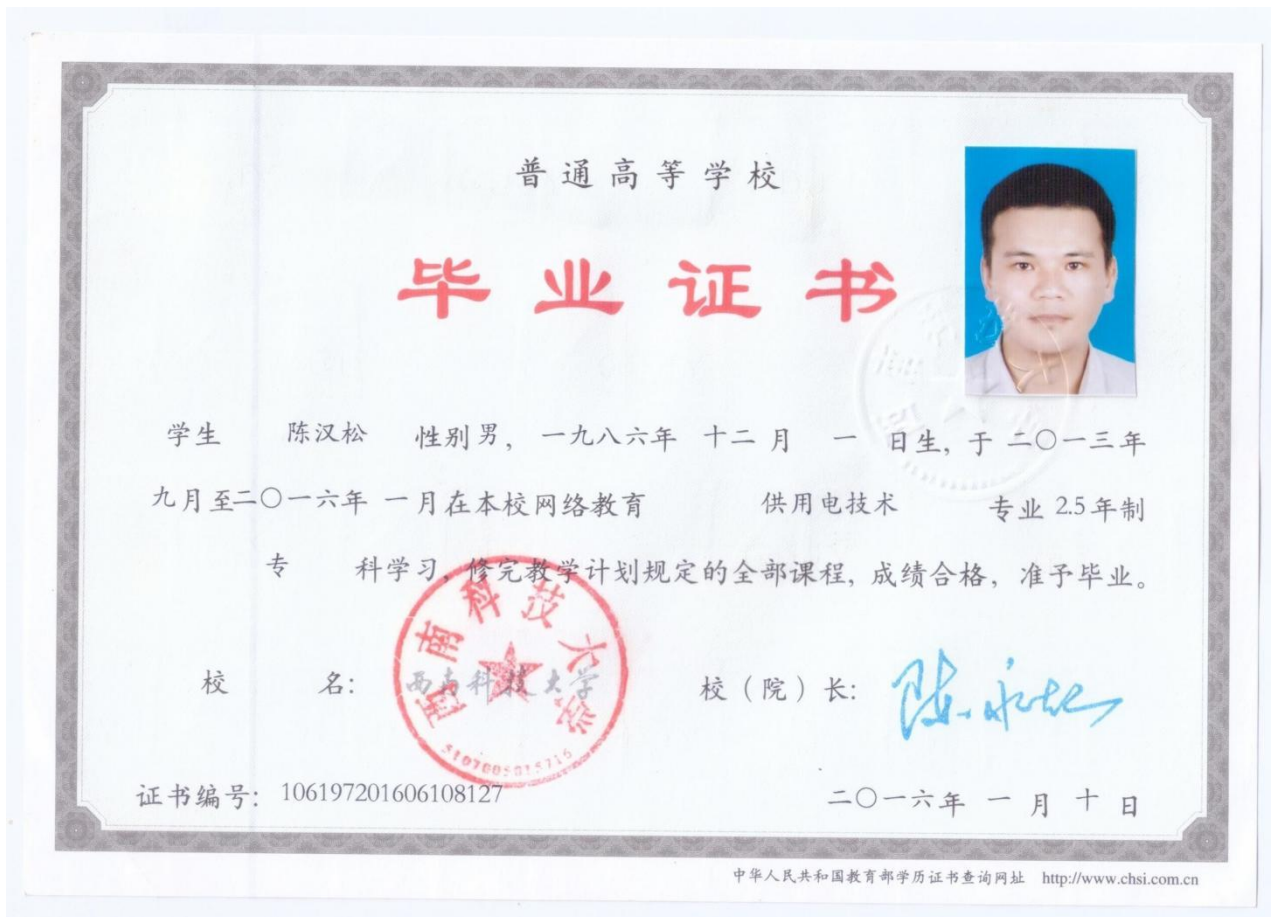 普通高等学校
毕业证书
学生 陈汉松 性别 男， 一九八六年 十二 月 一 日生，于 二〇一三年
九月至二〇一六年 一月在本校网络教育 供用电技术 专业 2.5年制
专 科学习，修完教学计划规定的全部课程，成绩合格，准予毕业。
校 名： 西南科技大学 校（院）长：
西南科技大学
证书编号： 106197201606108127 二〇一六年 一 月 十 日
中华人民共和国教育部学历证书查询网址 http://www.chsi.com.cn